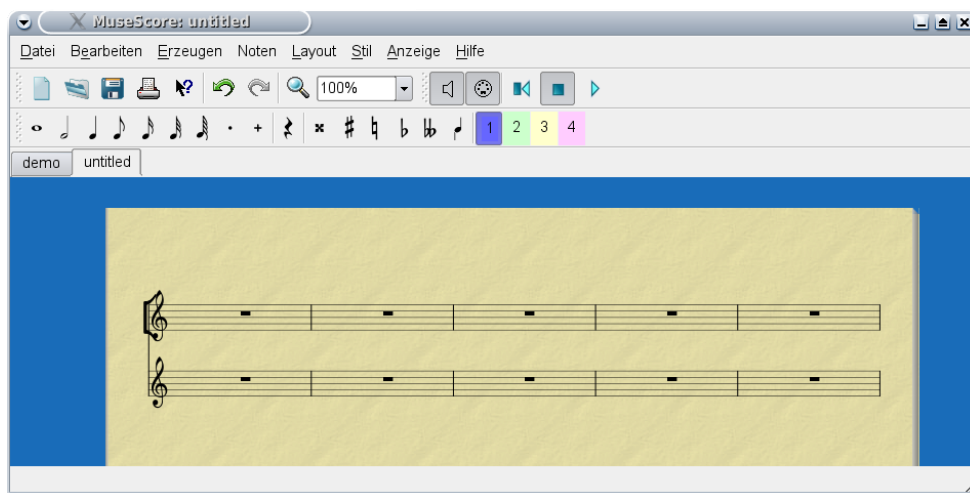 MuseScore: untitled
Datei Bearbeiten Erzeugen Noten Layout Stil Anzeige Hilfe
100%
1 2 3 4
demo untitled